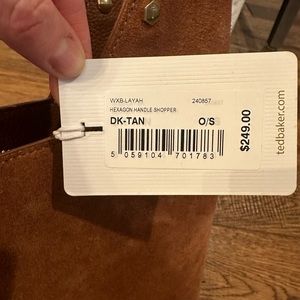 WXB-LAYAH 240857
HEXAGON HANDLE SHOPPER
DK-TAN O/S
5 059104 701783
$249.00
tedbaker.com